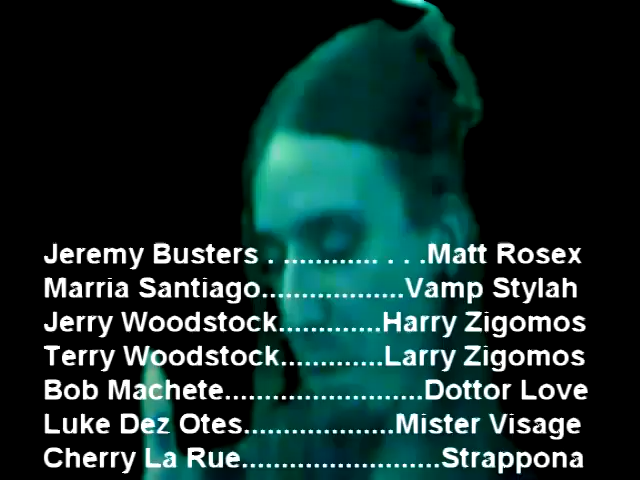 Jeremy Busters . ............ . . .Matt Rosex
Marria Santiago..................Vamp Stylah
Jerry Woodstock.............Harry Zigomos
Terry Woodstock.............Larry Zigomos
Bob Machete.........................Dottor Love
Luke Dez Otes...................Mister Visage
Cherry La Rue.........................Strappona